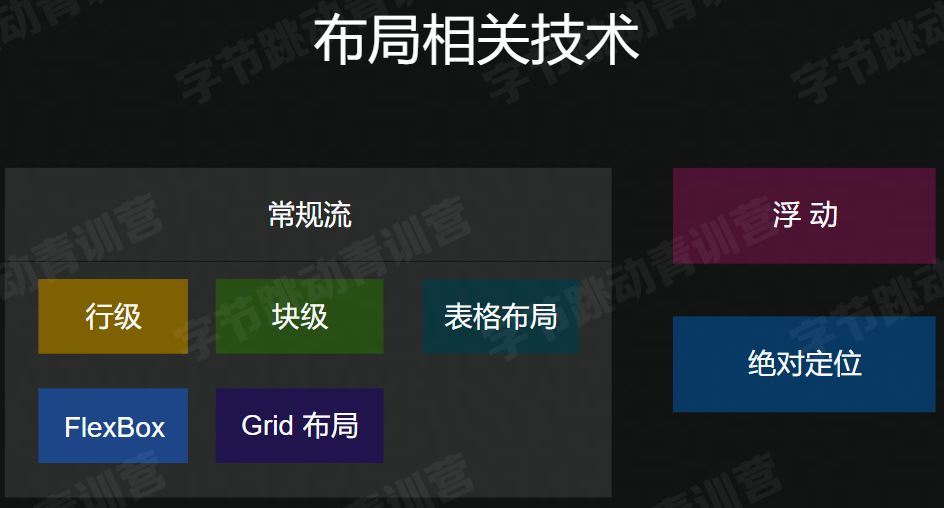 布局相关技术
常规流
行级
块级
表格布局
FlexBox
Grid 布局
浮 动
绝对定位
字节跳动青训营